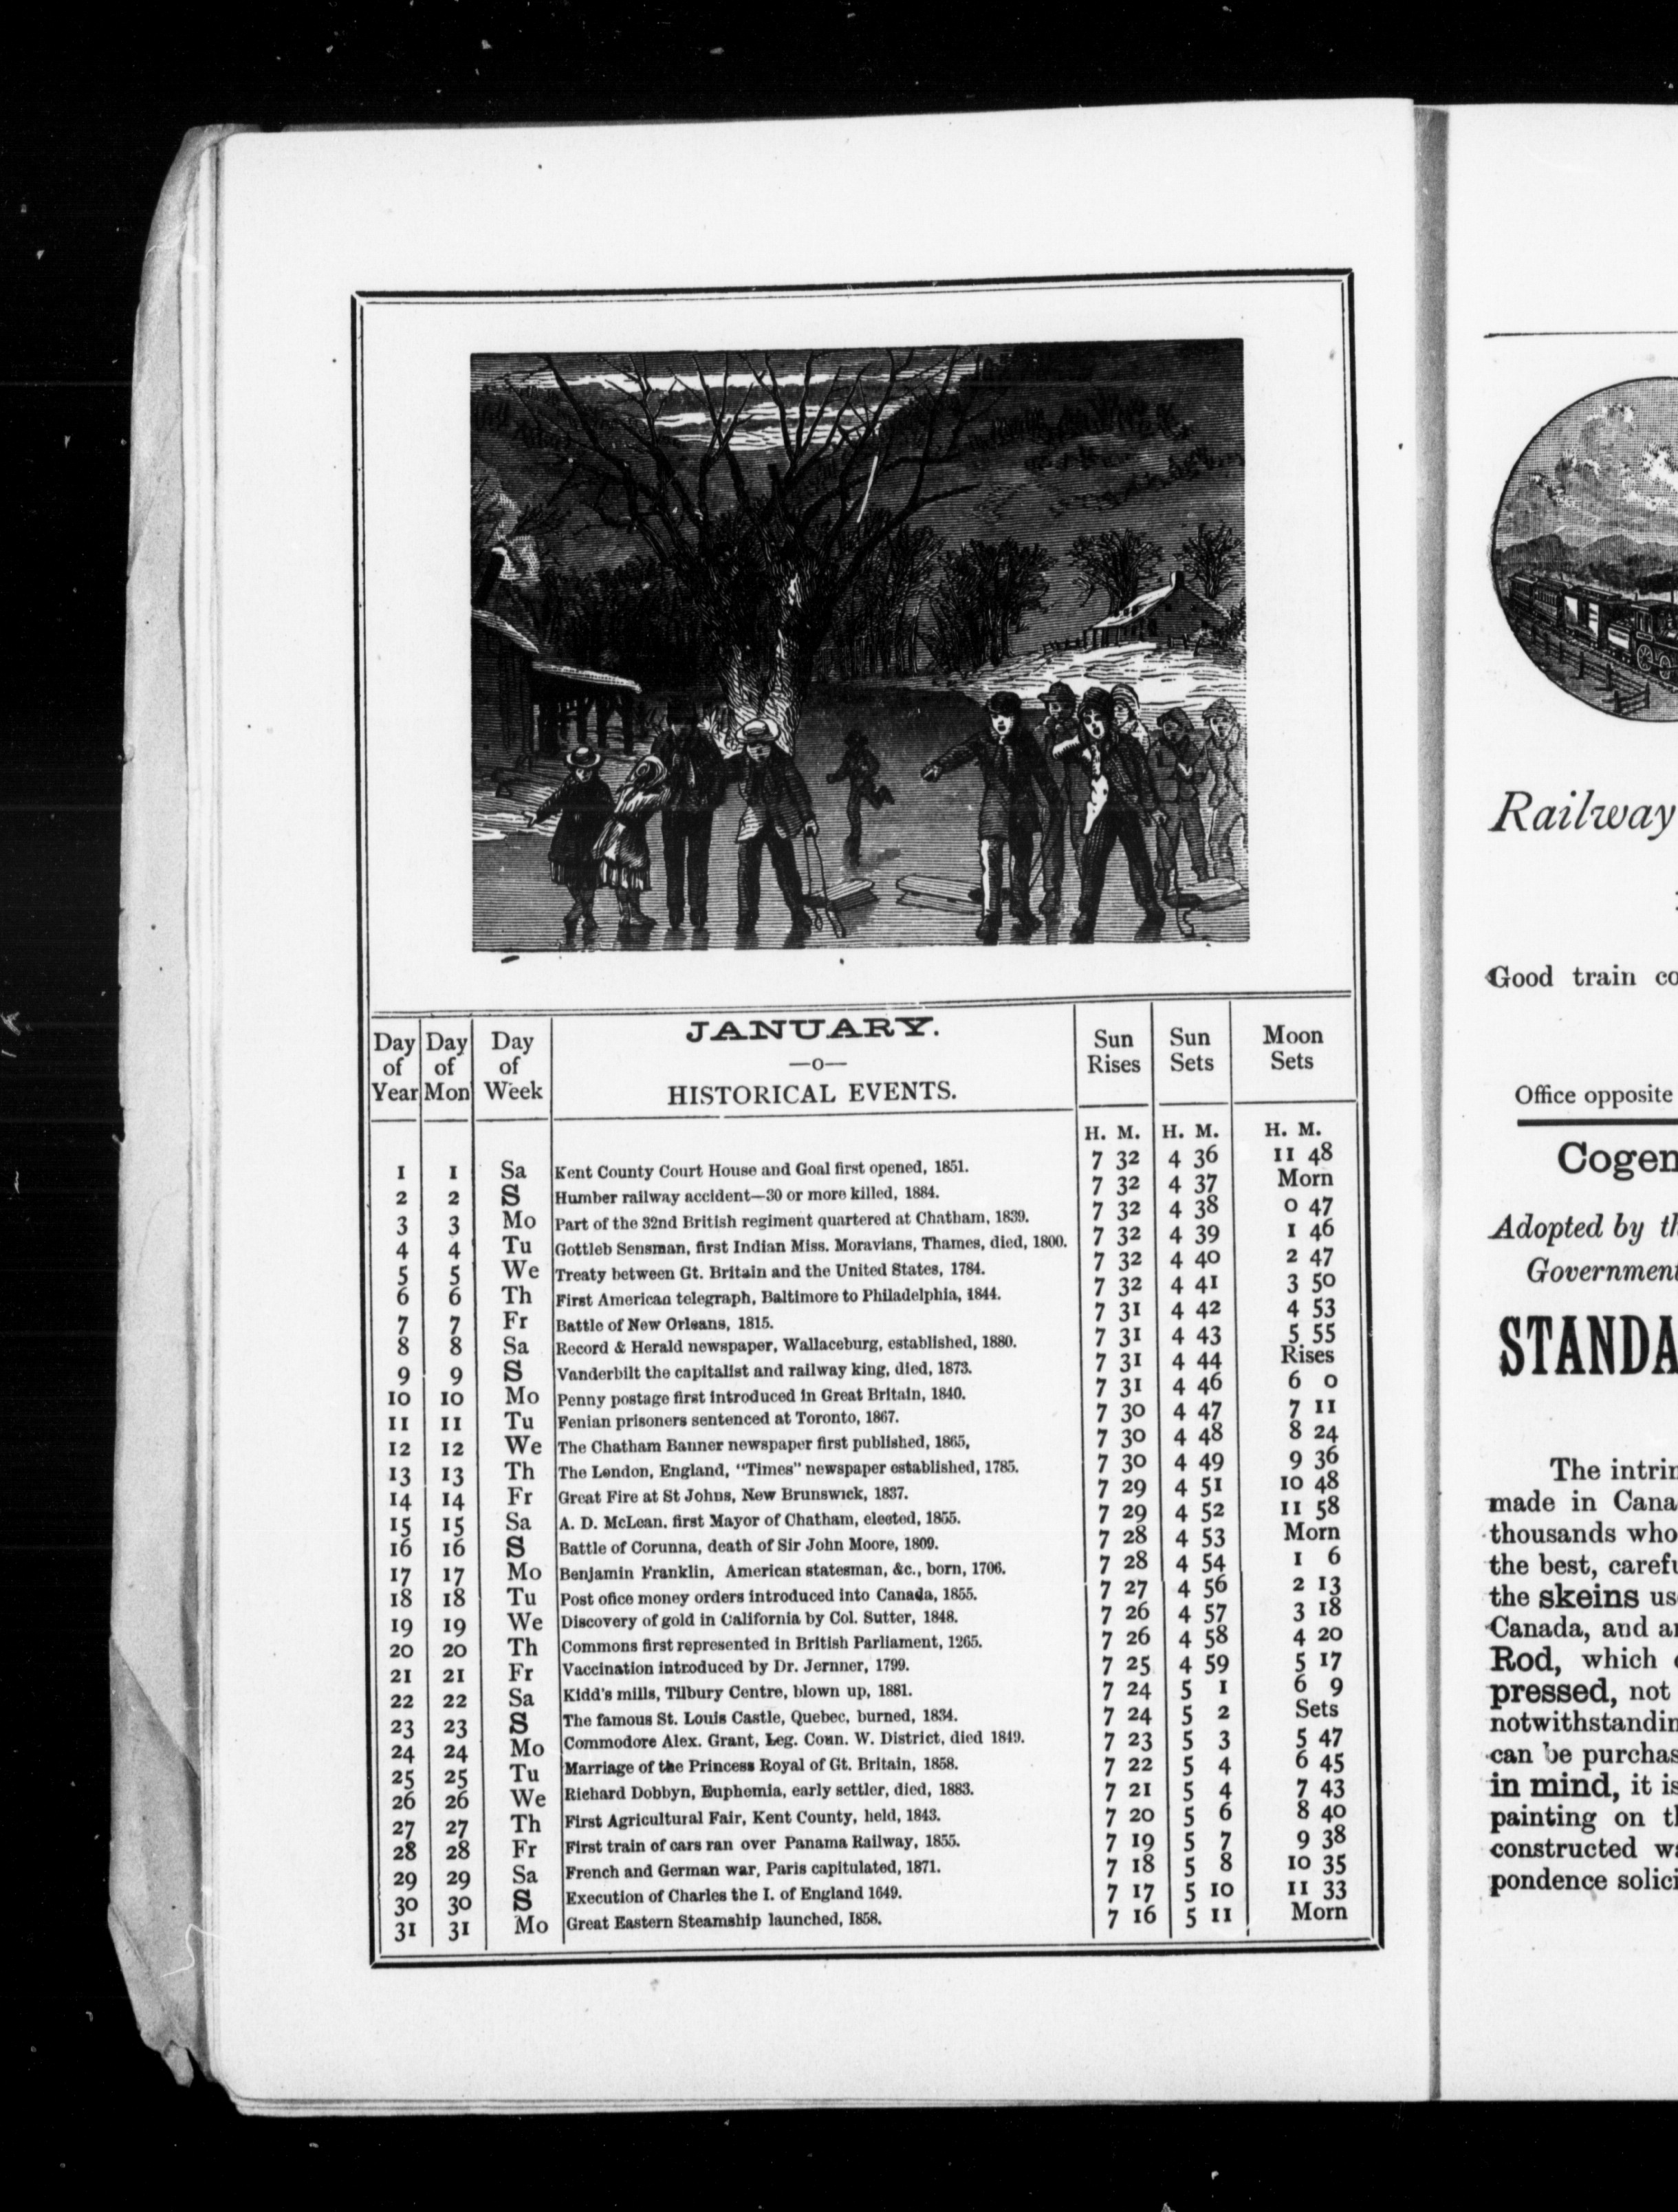 JANUARY.
—o—
HISTORICAL EVENTS.
Day of Year Day of Mon Day of Week Sun Rises Sun Sets Moon Sets
H. M. H. M. H. M.
1 1 Sa Kent County Court House and Goal first opened, 1851. 7 32 4 36 11 48
2 2 S Humber railway accident—30 or more killed, 1884. 7 32 4 37 Morn
3 3 Mo Part of the 32nd British regiment quartered at Chatham, 1839. 7 32 4 38 0 47
4 4 Tu Gottleb Sensman, first Indian Miss. Moravians, Thames, died, 1800. 7 32 4 39 1 46
5 5 We Treaty between Gt. Britain and the United States, 1784. 7 32 4 40 2 47
6 6 Th First American telegraph, Baltimore to Philadelphia, 1844. 7 32 4 41 3 50
7 7 Fr Battle of New Orleans, 1815. 7 31 4 42 4 53
8 8 Sa Record & Herald newspaper, Wallaceburg, established, 1880. 7 31 4 43 5 55
9 9 S Vanderbilt the capitalist and railway king, died, 1873. 7 31 4 44 Rises
10 10 Mo Penny postage first introduced in Great Britain, 1840. 7 31 4 46 6 0
11 11 Tu Fenian prisoners sentenced at Toronto, 1867. 7 30 4 47 7 11
12 12 We The Chatham Banner newspaper first published, 1865, 7 30 4 48 8 24
13 13 Th The London, England, "Times" newspaper established, 1785. 7 30 4 49 9 36
14 14 Fr Great Fire at St Johns, New Brunswick, 1837. 7 29 4 51 10 48
15 15 Sa A. D. McLean, first Mayor of Chatham, elected, 1855. 7 29 4 52 11 58
16 16 S Battle of Corunna, death of Sir John Moore, 1809. 7 28 4 53 Morn
17 17 Mo Benjamin Franklin, American statesman, &c., born, 1706. 7 28 4 54 1 6
18 18 Tu Post ofice money orders introduced into Canada, 1855. 7 27 4 56 2 13
19 19 We Discovery of gold in California by Col. Sutter, 1848. 7 26 4 57 3 18
20 20 Th Commons first represented in British Parliament, 1265. 7 26 4 58 4 20
21 21 Fr Vaccination introduced by Dr. Jernner, 1799. 7 25 4 59 5 17
22 22 Sa Kidd's mills, Tilbury Centre, blown up, 1881. 7 24 5 1 6 9
23 23 S The famous St. Louis Castle, Quebec, burned, 1834. 7 24 5 2 Sets
24 24 Mo Commodore Alex. Grant, Leg. Coun. W. District, died 1849. 7 23 5 3 5 47
25 25 Tu Marriage of the Princess Royal of Gt. Britain, 1858. 7 22 5 4 6 45
26 26 We Richard Dobbyn, Euphemia, early settler, died, 1883. 7 21 5 4 7 43
27 27 Th First Agricultural Fair, Kent County, held, 1843. 7 20 5 6 8 40
28 28 Fr First train of cars ran over Panama Railway, 1855. 7 19 5 7 9 38
29 29 Sa French and German war, Paris capitulated, 1871. 7 18 5 8 10 35
30 30 S Execution of Charles the I. of England 1649. 7 17 5 10 11 33
31 31 Mo Great Eastern Steamship launched, 1858. 7 16 5 11 Morn
Railway
Good train
Office opposite
Cogen
Adopted by
Government
STANDA
The intrin
made in Cana
thousands who
the best, carefu
the skeins us
Canada, and
Rod, which
pressed, not
notwithstandin
can be purchas
in mind, it is
painting on
constructed
pondence solici